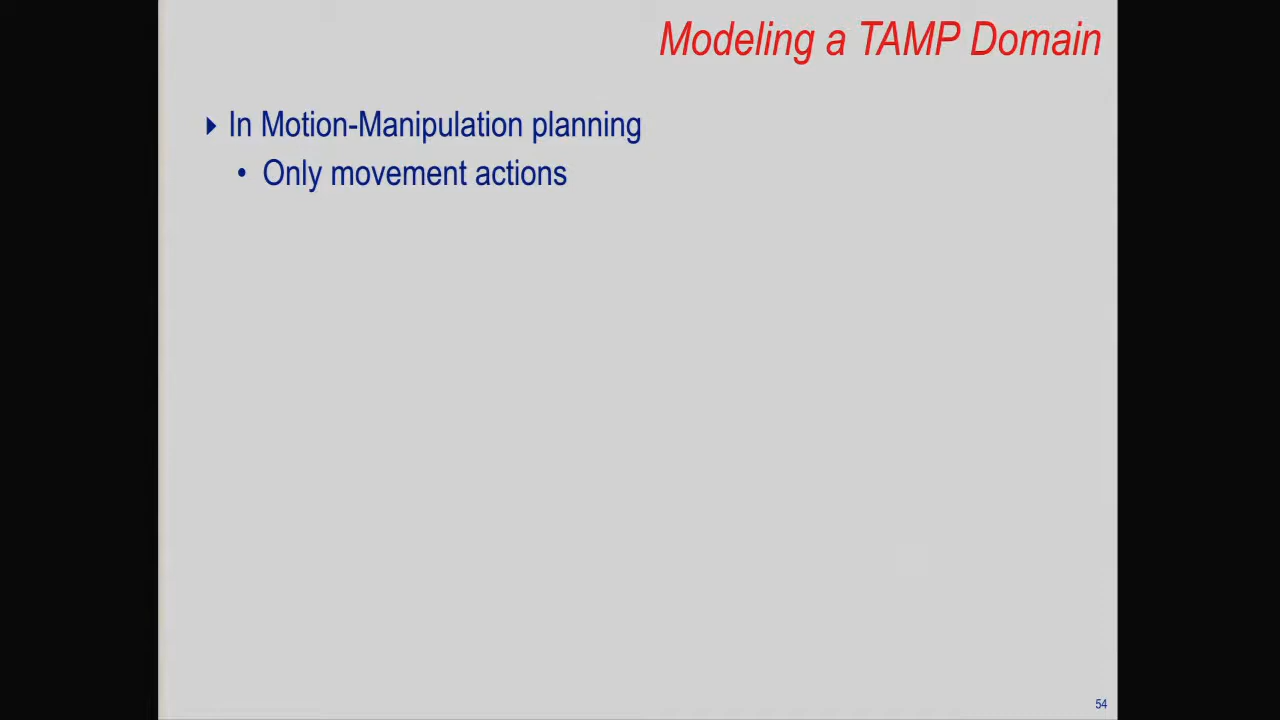 Modeling a TAMP Domain
In Motion-Manipulation planning
• Only movement actions
54